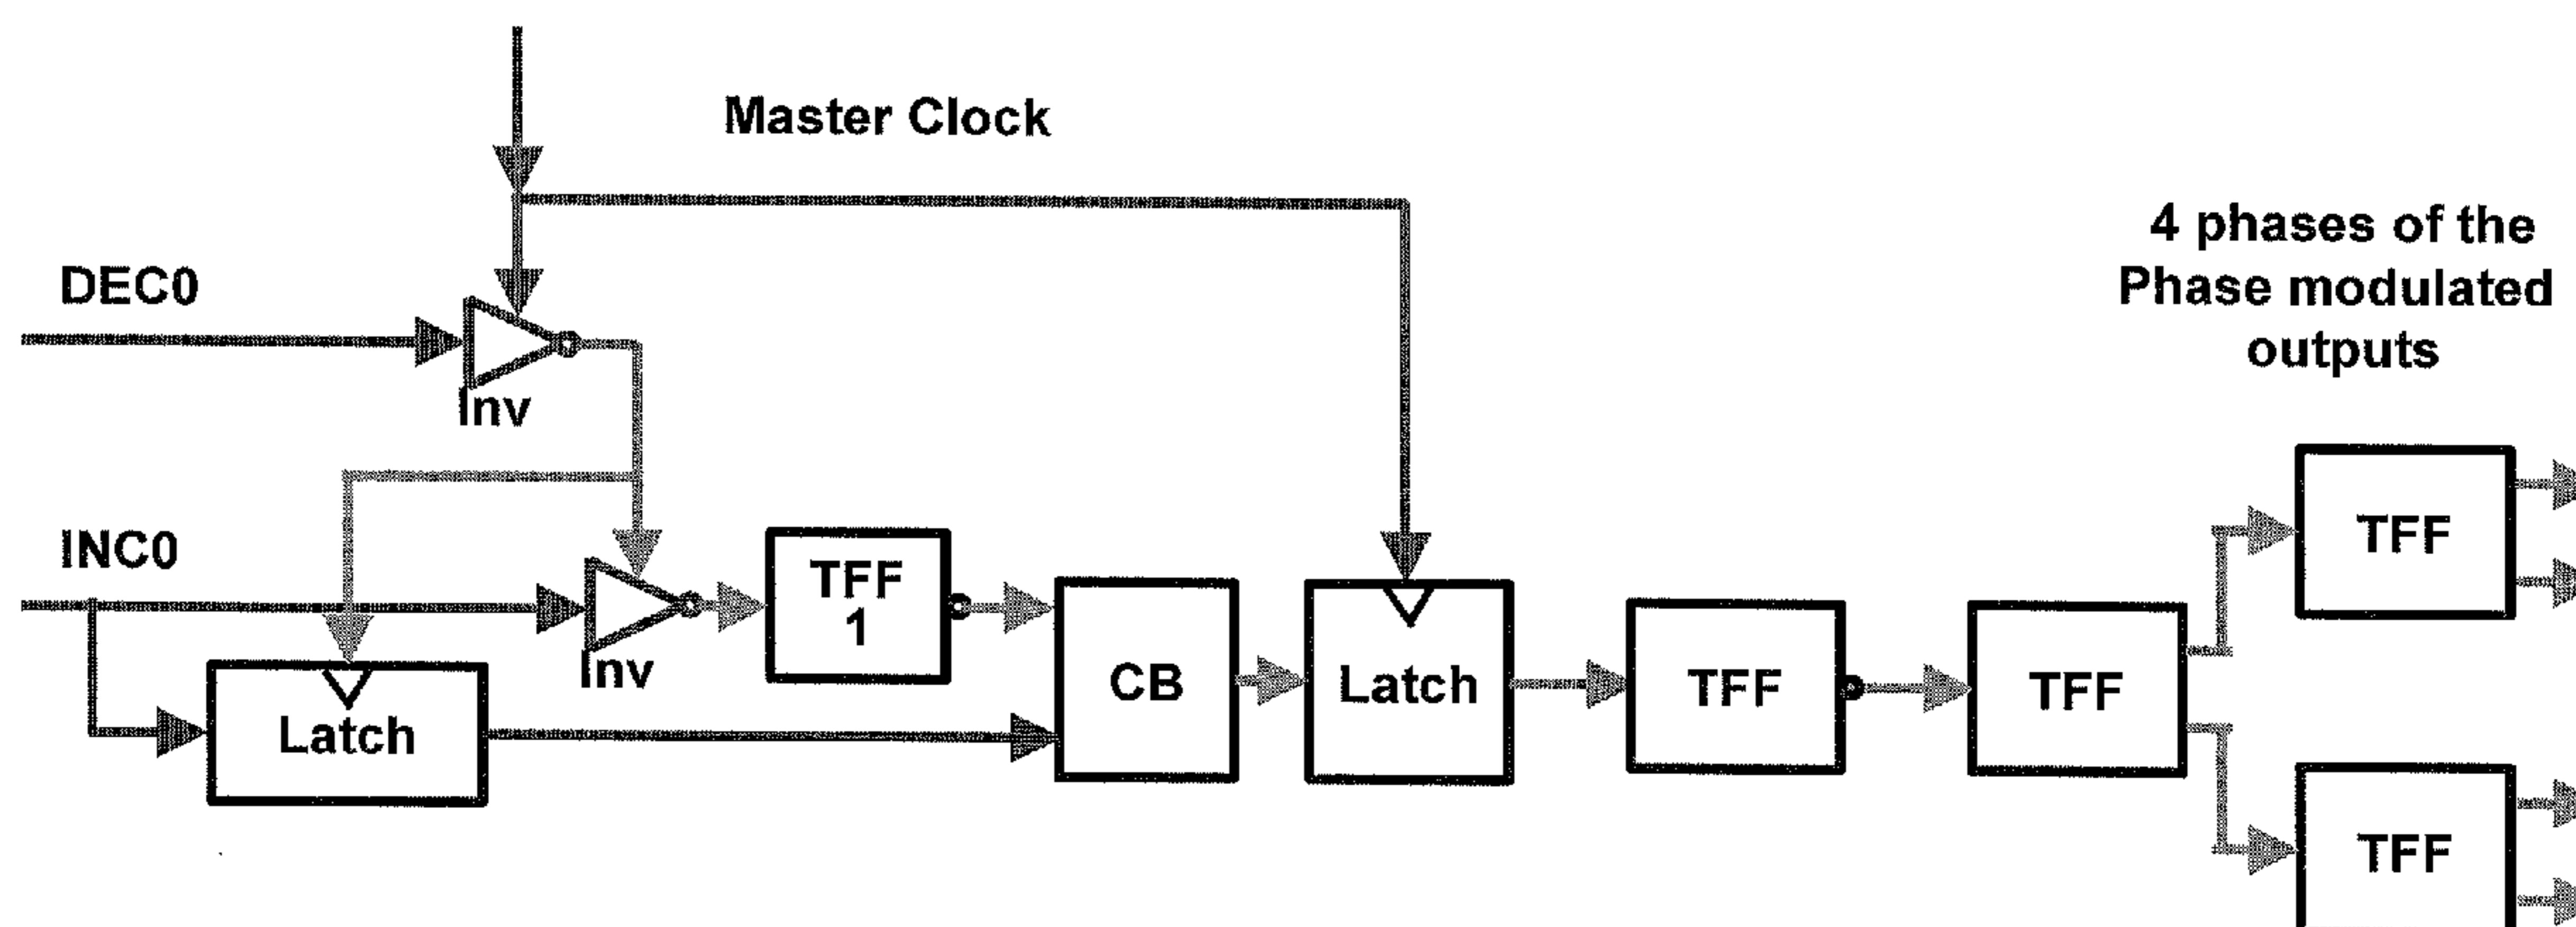 Master Clock
4 phases of the
Phase modulated
outputs
DEC0
Inv
INC0
Inv
TFF
1
CB
Latch
Latch
TFF
TFF
TFF
TFF